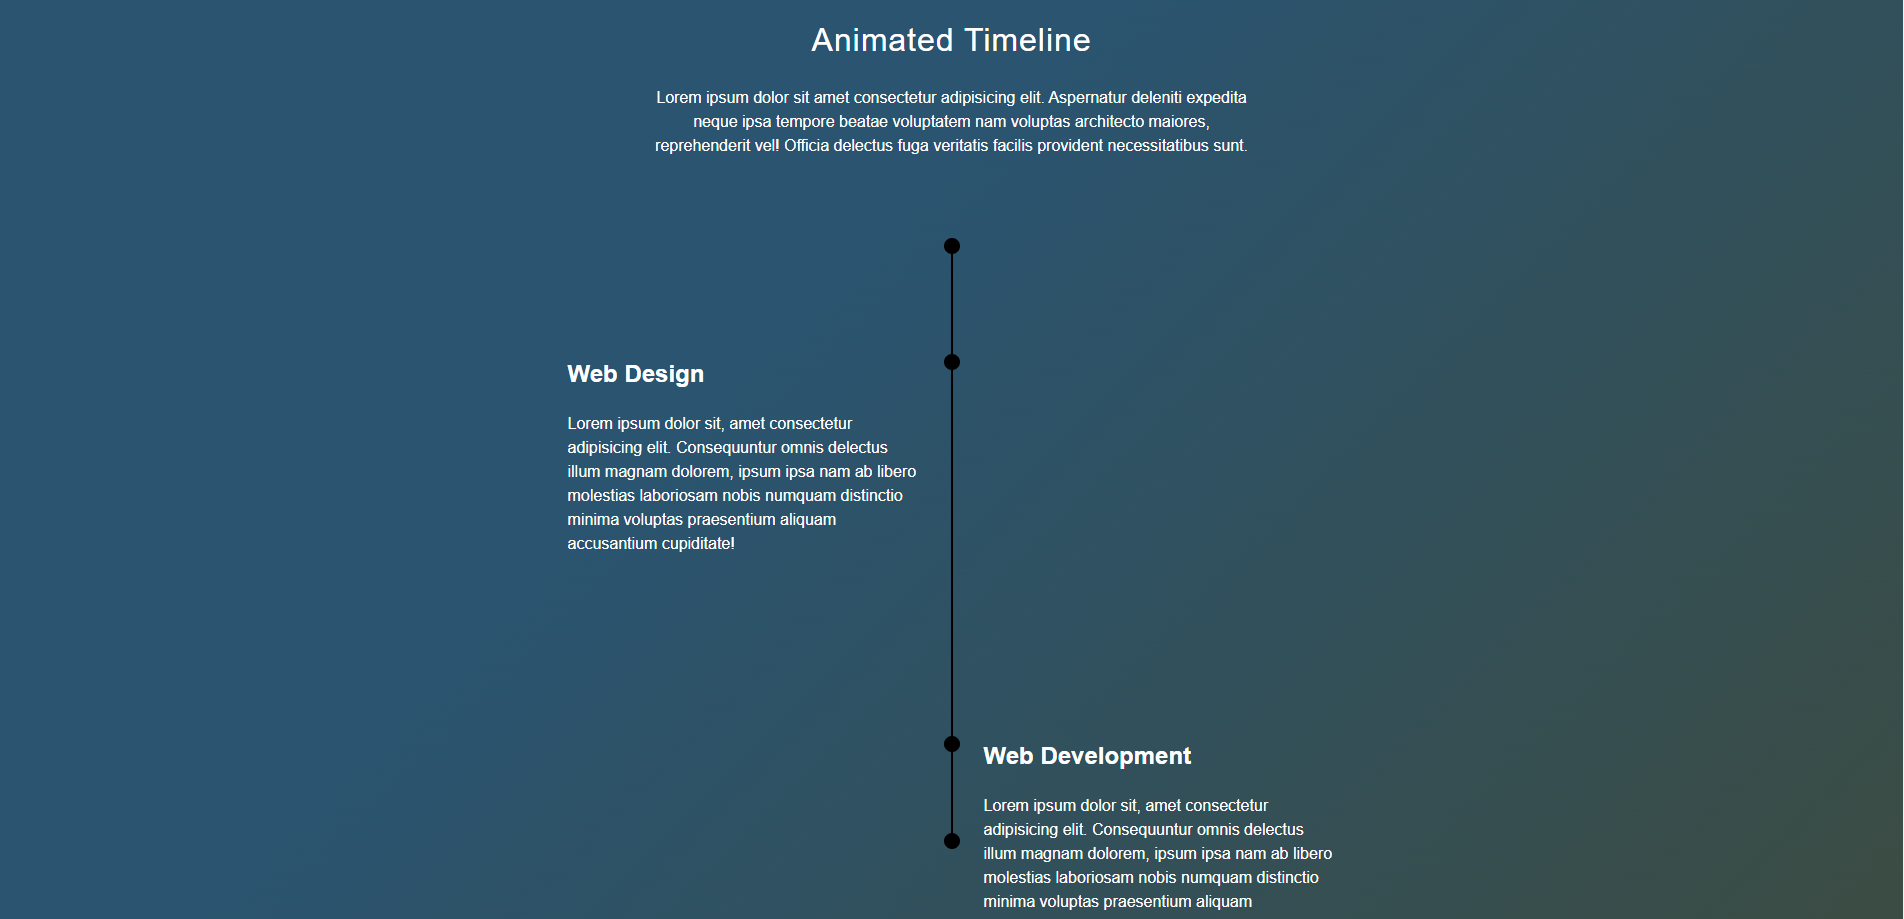 Animated Timeline
Lorem ipsum dolor sit amet consectetur adipisicing elit. Aspernatur deleniti expedita
neque ipsa tempore beatae voluptatem nam voluptas architecto maiores,
reprehenderit vel! Officia delectus fuga veritatis facilis provident necessitatibus sunt.
Web Design
Lorem ipsum dolor sit, amet consectetur
adipisicing elit. Consequuntur omnis delectus
illum magnam dolorem, ipsum ipsa nam ab libero
molestias laboriosam nobis numquam distinctio
minima voluptas praesentium aliquam
accusantium cupiditate!
Web Development
Lorem ipsum dolor sit, amet consectetur
adipisicing elit. Consequuntur omnis delectus
illum magnam dolorem, ipsum ipsa nam ab libero
molestias laboriosam nobis numquam distinctio
minima voluptas praesentium aliquam